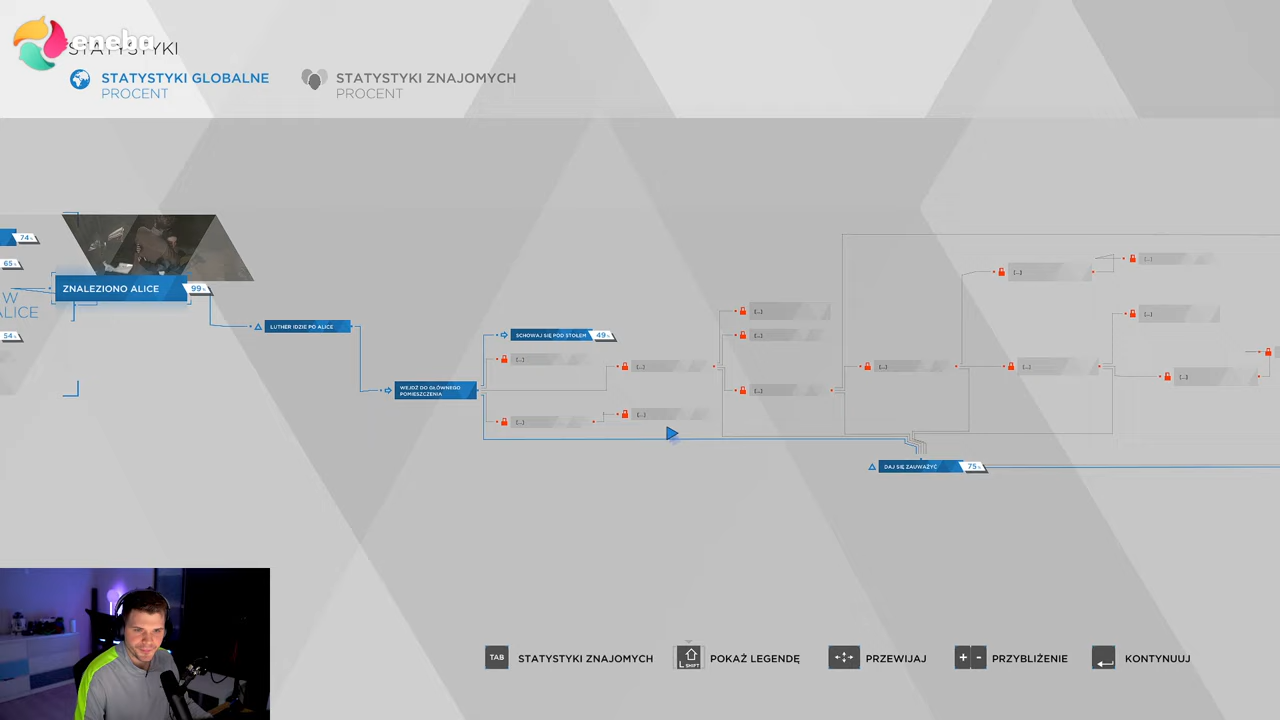 eneba
STATYSTYKI
STATYSTYKI GLOBALNE
PROCENT
STATYSTYKI ZNAJOMYCH
PROCENT
74%
65%
W
ALICE
54%
ZNALEZIONO ALICE
99%
LUTHER IDZIE PO ALICE
WEJDŹ DO GŁÓWNEGO
POMIESZCZENIA
SCHOWAJ SIĘ POD STOŁEM
49%
[...]
[...]
[...]
[...]
[...]
[...]
[...]
[...]
[...]
[...]
[...]
[...]
[...]
DAJ SIĘ ZAUWAŻYĆ
75%
TAB
STATYSTYKI ZNAJOMYCH
L SHIFT
POKAŻ LEGENDĘ
PRZEWIJAJ
+ -
PRZYBLIŻENIE
KONTYNUUJ